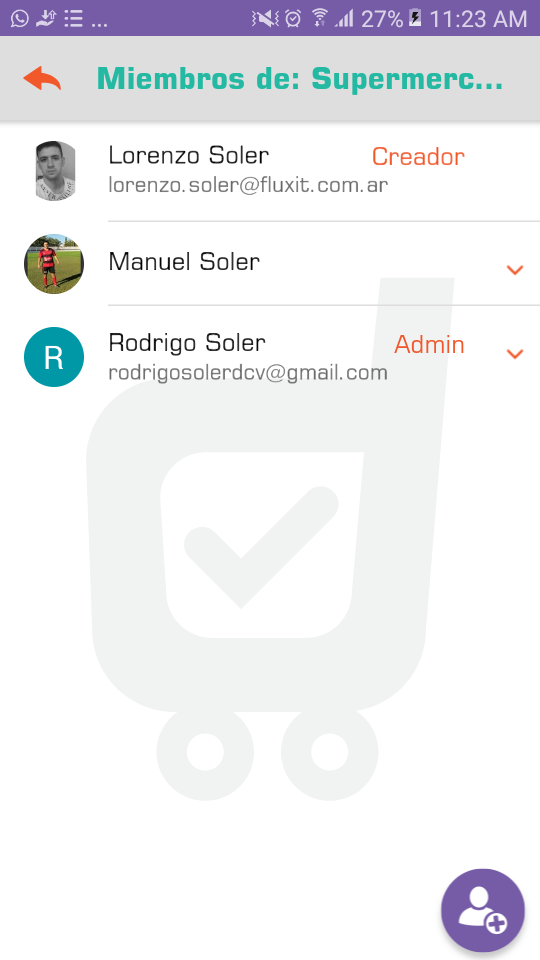 ... 27% 11:23 AM
Miembros de: Supermerc...
Lorenzo Soler Creador
lorenzo.soler@fluxit.com.ar
Manuel Soler
Rodrigo Soler Admin
R
rodrigosolerdcv@gmail.com